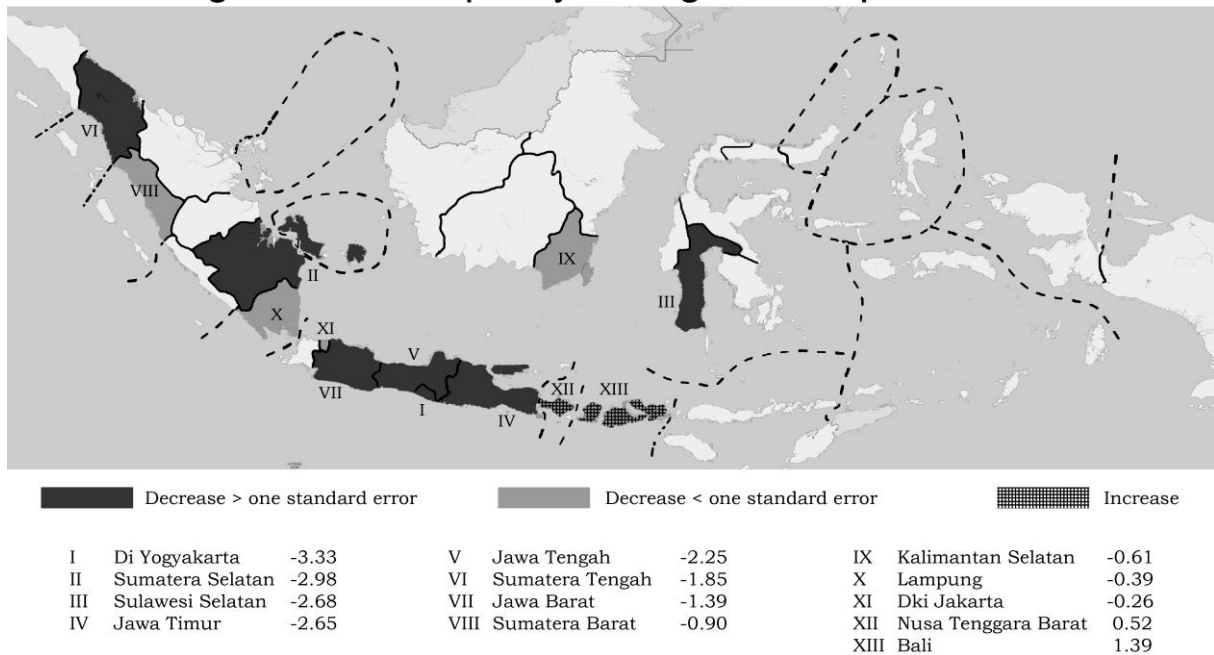 VI
VIII
II
X
XI
VII
V
I
IV
IX
III
XII
XIII
Decrease > one standard error
Decrease < one standard error
Increase
I Di Yogyakarta -3.33
II Sumatera Selatan -2.98
III Sulawesi Selatan -2.68
IV Jawa Timur -2.65
V Jawa Tengah -2.25
VI Sumatera Tengah -1.85
VII Jawa Barat -1.39
VIII Sumatera Barat -0.90
IX Kalimantan Selatan -0.61
X Lampung -0.39
XI Dki Jakarta -0.26
XII Nusa Tenggara Barat 0.52
XIII Bali 1.39